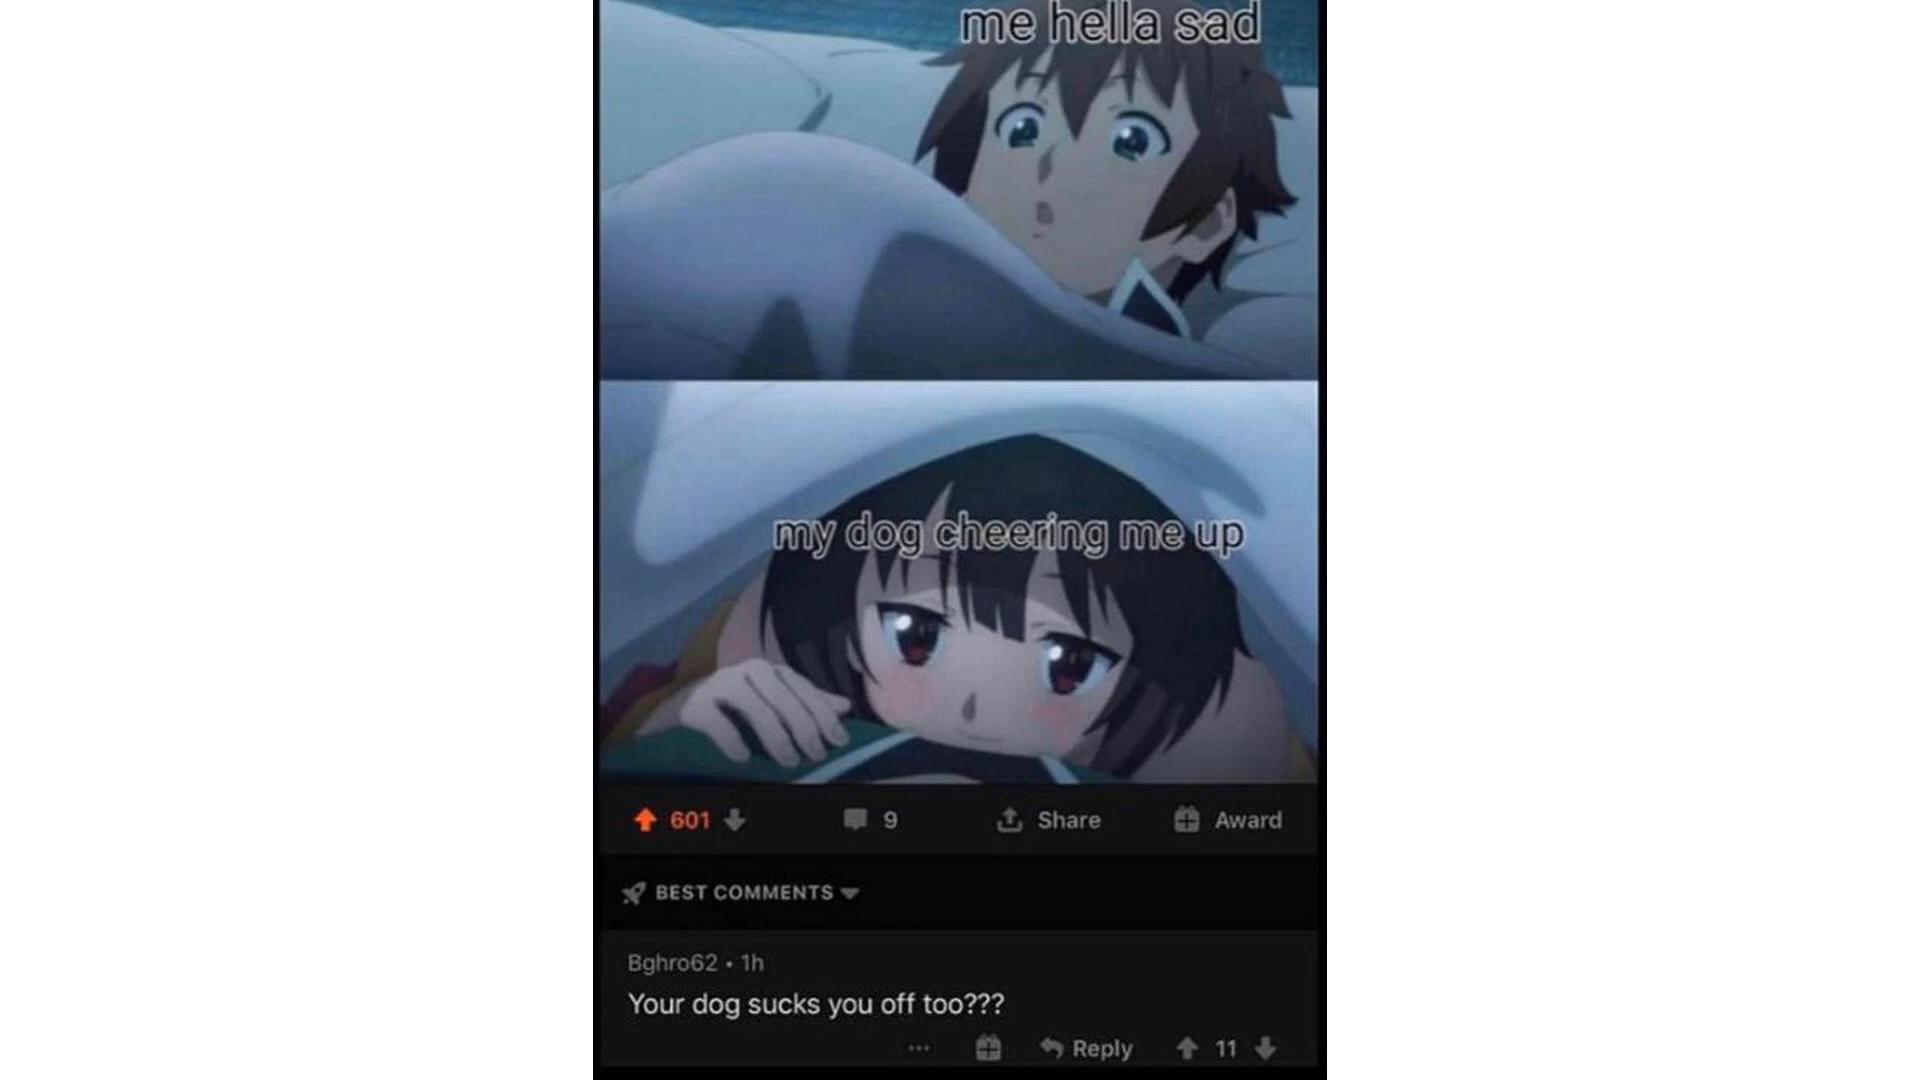 me hella sad
my dog cheering me up
601
9
Share
Award
BEST COMMENTS
Bghro62 • 1h
Your dog sucks you off too???
... Reply 11